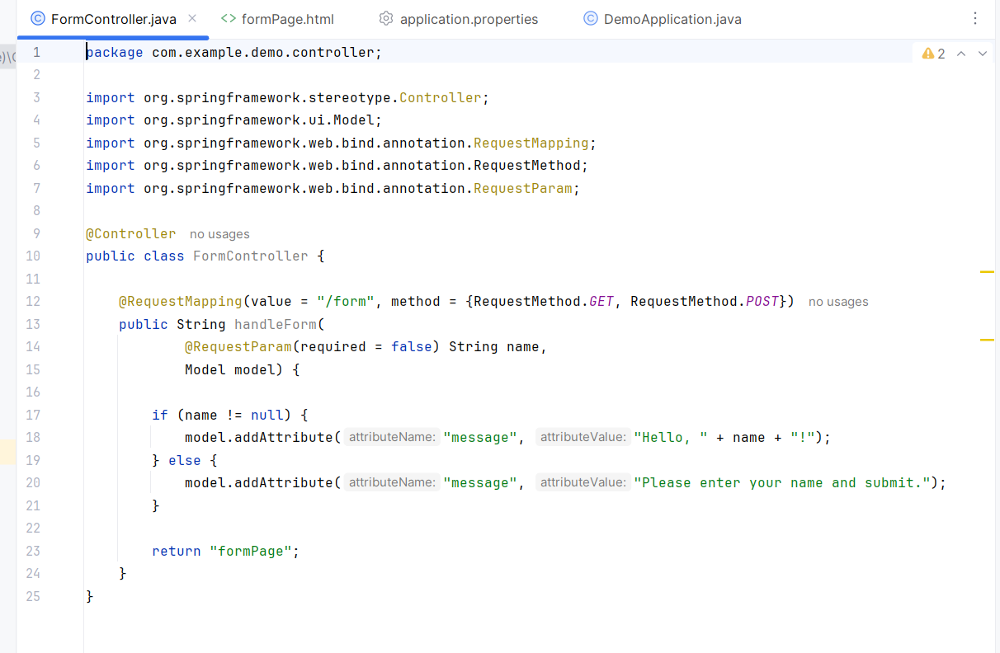 FormController.java × <> formPage.html application.properties DemoApplication.java
1 package com.example.demo.controller; 2
2
3 import org.springframework.stereotype.Controller;
4 import org.springframework.ui.Model;
5 import org.springframework.web.bind.annotation.RequestMapping;
6 import org.springframework.web.bind.annotation.RequestMethod;
7 import org.springframework.web.bind.annotation.RequestParam;
8
9 @Controller no usages
10 public class FormController {
11
12 @RequestMapping(value = "/form", method = {RequestMethod.GET, RequestMethod.POST}) no usages
13 public String handleForm(
14 @RequestParam(required = false) String name,
15 Model model) {
16
17 if (name != null) {
18 model.addAttribute( attributeName: "message", attributeValue: "Hello, " + name + "!");
19 } else {
20 model.addAttribute( attributeName: "message", attributeValue: "Please enter your name and submit.");
21 }
22
23 return "formPage";
24 }
25 }